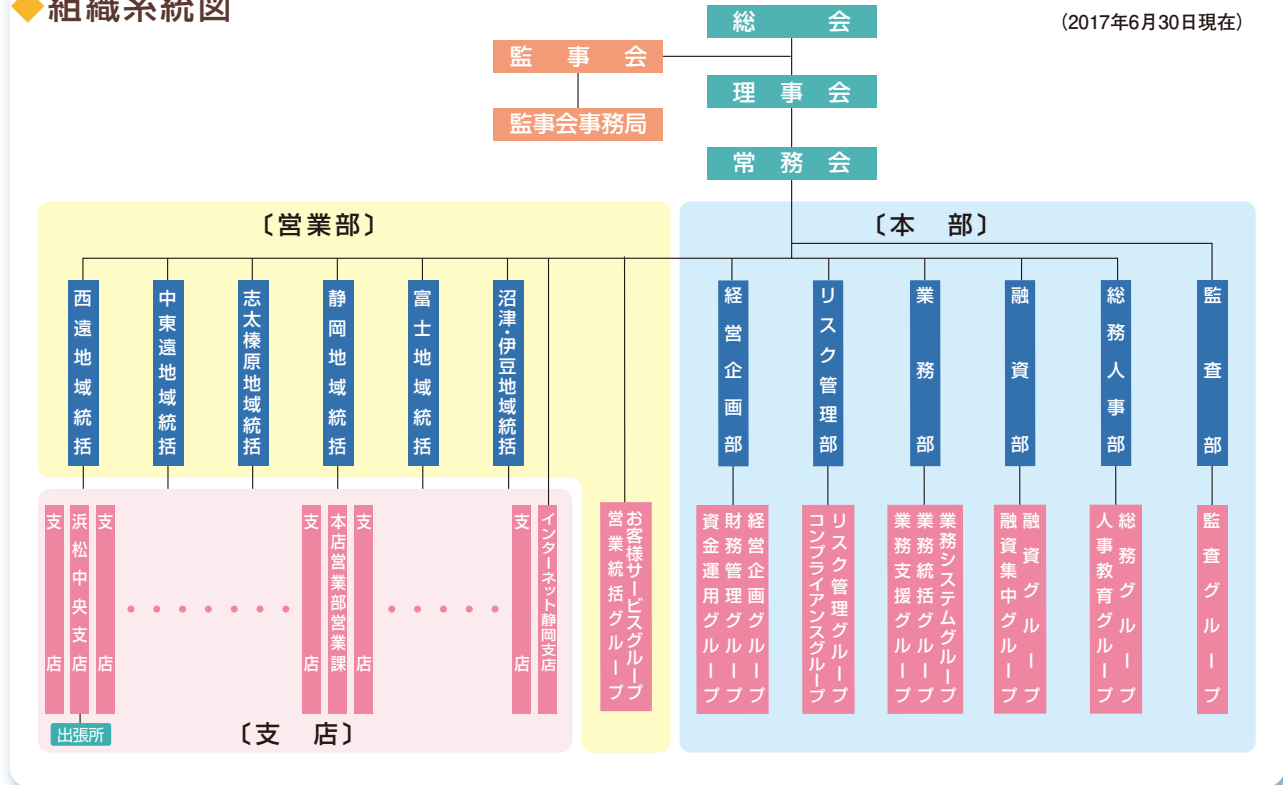 ◆組織系統図
(2017年6月30日現在)
総会
監事会
理事会
監事会事務局
常務会
〔営業部〕
〔本部〕
西遠地域統括
中東遠地域統括
志太榛原地域統括
静岡地域統括
富士地域統括
沼津・伊豆地域統括
経営企画部
リスク管理部
業務部
融資部
総務人事部
監査部
支店
浜松中央支店
支店
支店
本店営業部営業課
支店
支店
インターネット静岡支店
お客様サービスグループ
営業統括グループ
経営企画グループ
財務管理グループ
資金運用グループ
リスク管理グループ
コンプライアンスグループ
業務システムグループ
業務統括グループ
業務支援グループ
融資グループ
融資集中グループ
総務グループ
人事教育グループ
監査グループ
出張所
〔支店〕